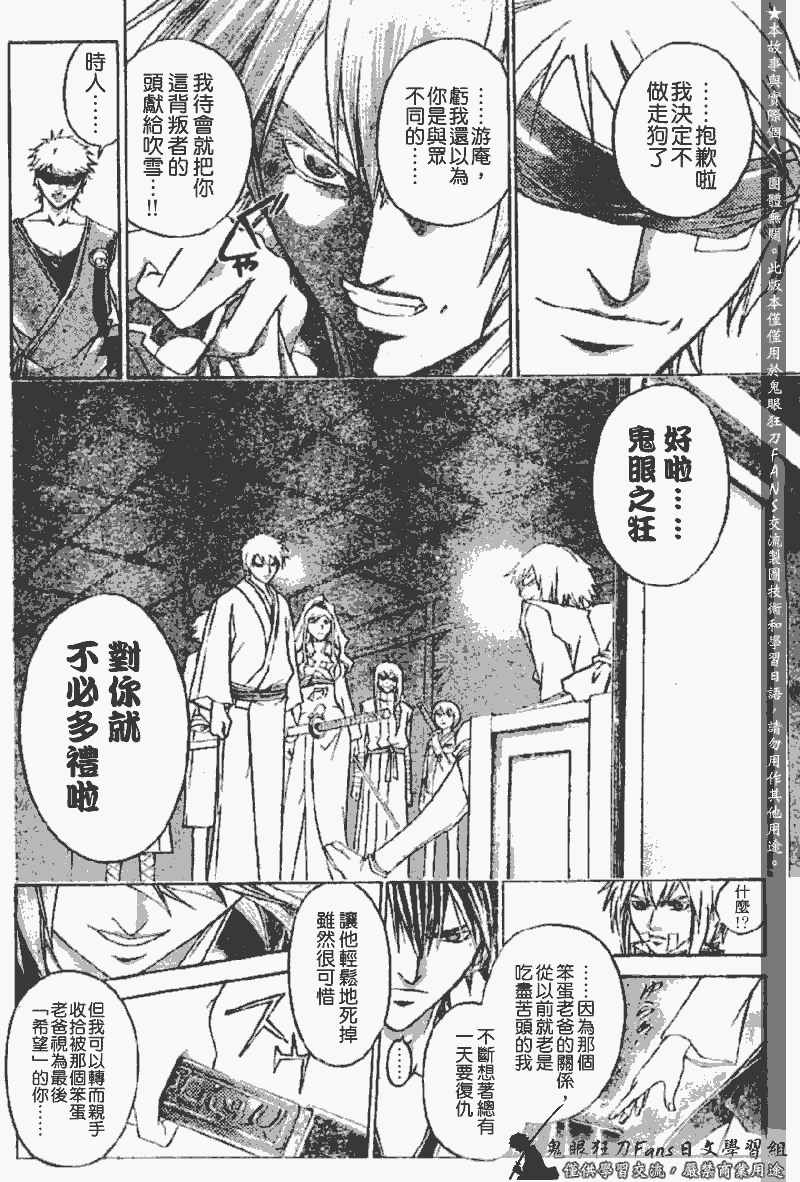 ……抱歉啦
我決定不
做走狗了
……游庵，
虧我還以為
你是與眾
不同的……
我待會就把你
這背叛者的
頭獻給吹雪…!!
時人……
好啦……
鬼眼之狂
對你就
不必多禮啦
什麼!?
……因為那個
笨蛋老爸的關係，
從以前就老是
吃盡苦頭的我
不斷想著總有
一天要復仇
……
讓他輕鬆地死掉
雖然很可惜
但我可以轉而親手
收拾被那個笨蛋
老爸視為最後
「希望」的你……
★本故事與實際個人、團體無關。此版本僅僅用於鬼眼狂刀FANS交流製圖技術和學習日語，請勿用作其他用途。
鬼眼狂刀Fans日文學習組
僅供學習交流，嚴禁商業用途